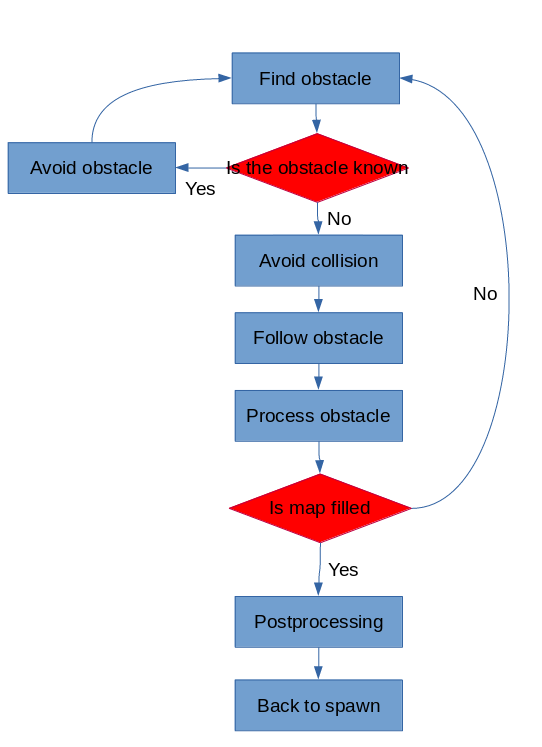 Find obstacle
Is the obstacle known
Avoid obstacle
Yes
No
Avoid collision
No
Follow obstacle
Process obstacle
Is map filled
Yes
Postprocessing
Back to spawn